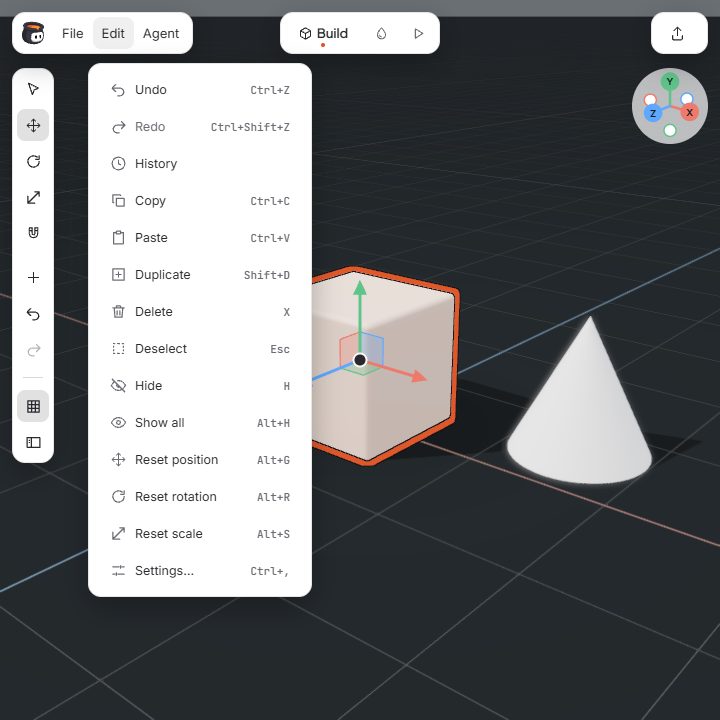 File Edit Agent
Build
Undo Ctrl+Z
Redo Ctrl+Shift+Z
History
Copy Ctrl+C
Paste Ctrl+V
Duplicate Shift+D
Delete X
Deselect Esc
Hide H
Show all Alt+H
Reset position Alt+G
Reset rotation Alt+R
Reset scale Alt+S
Settings... Ctrl+,
Y
Z X